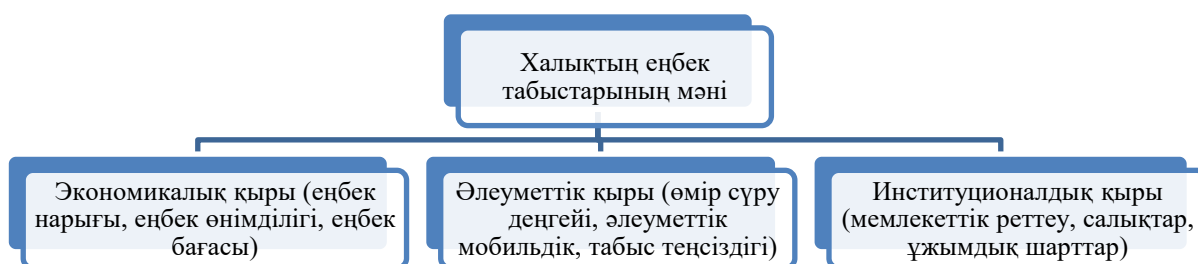 Халықтың еңбек
табыстарының мәні
Экономикалық қыры (еңбек
нарығы, еңбек өнімділігі, еңбек
бағасы)
Әлеуметтік қыры (өмір сүру
деңгейі, әлеуметтік
мобильдік, табыс теңсіздігі)
Институционалдық қыры
(мемлекеттік реттеу, салықтар,
ұжымдық шарттар)